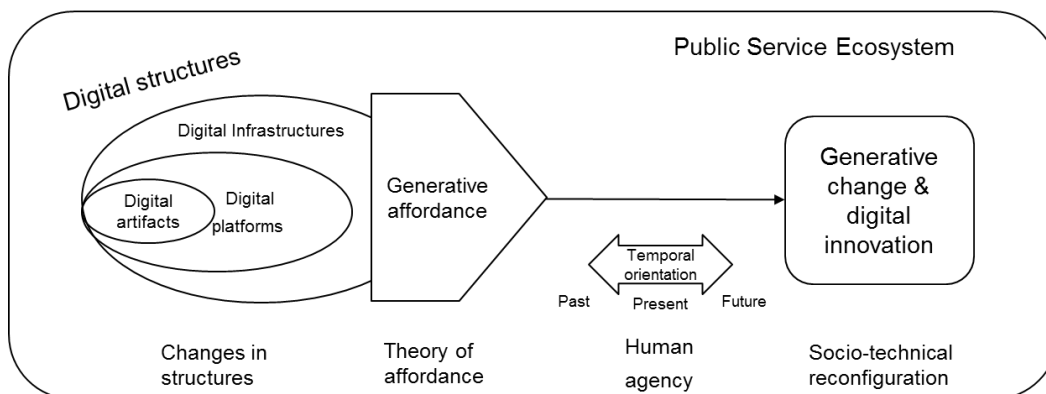 Public Service Ecosystem
Digital structures
Digital Infrastructures
Digital
artifacts
Digital
platforms
Generative
affordance
Generative
change &
digital
innovation
Temporal
orientation
Past
Present
Future
Changes in
structures
Theory of
affordance
Human
agency
Socio-technical
reconfiguration